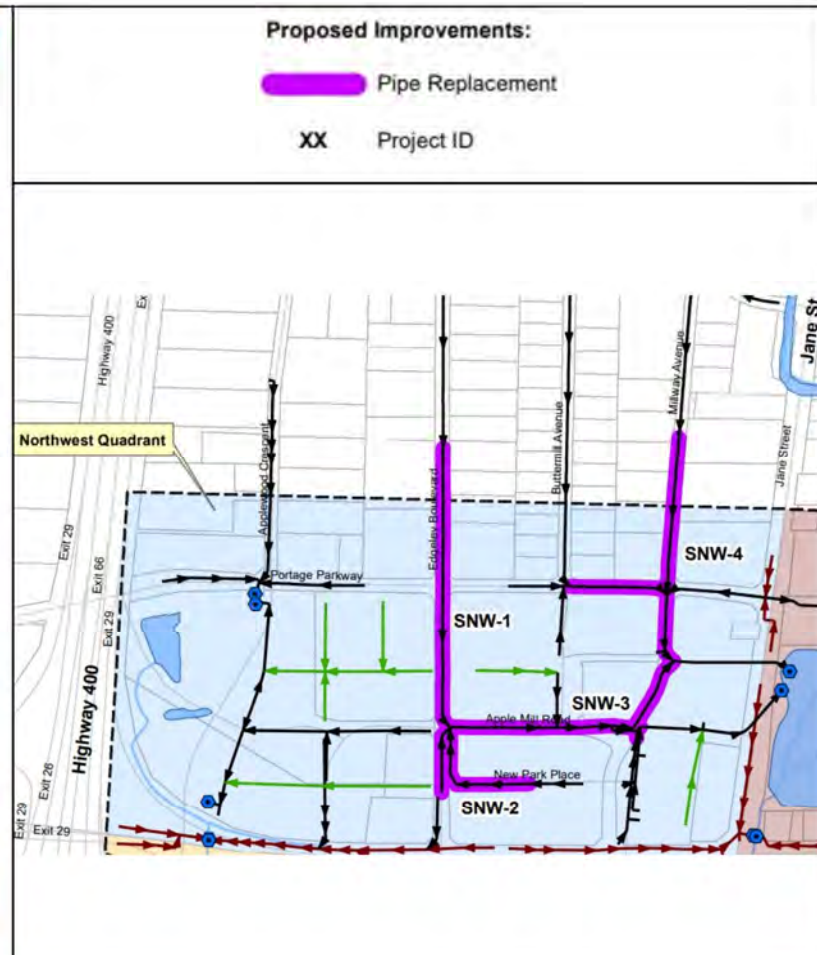 Proposed Improvements:
Pipe Replacement
XX Project ID
Highway 400
Jane St
Northwest Quadrant
Applewood Crescent
Edgeley Boulevard
Buttermill Avenue
Millway Avenue
Jane Street
Exit 29
Exit 66
Exit 29
Portage Parkway
SNW-4
SNW-1
SNW-3
Apple Mill Road
New Park Place
SNW-2
Highway 400
Exit 26
Exit 29
Exit 29